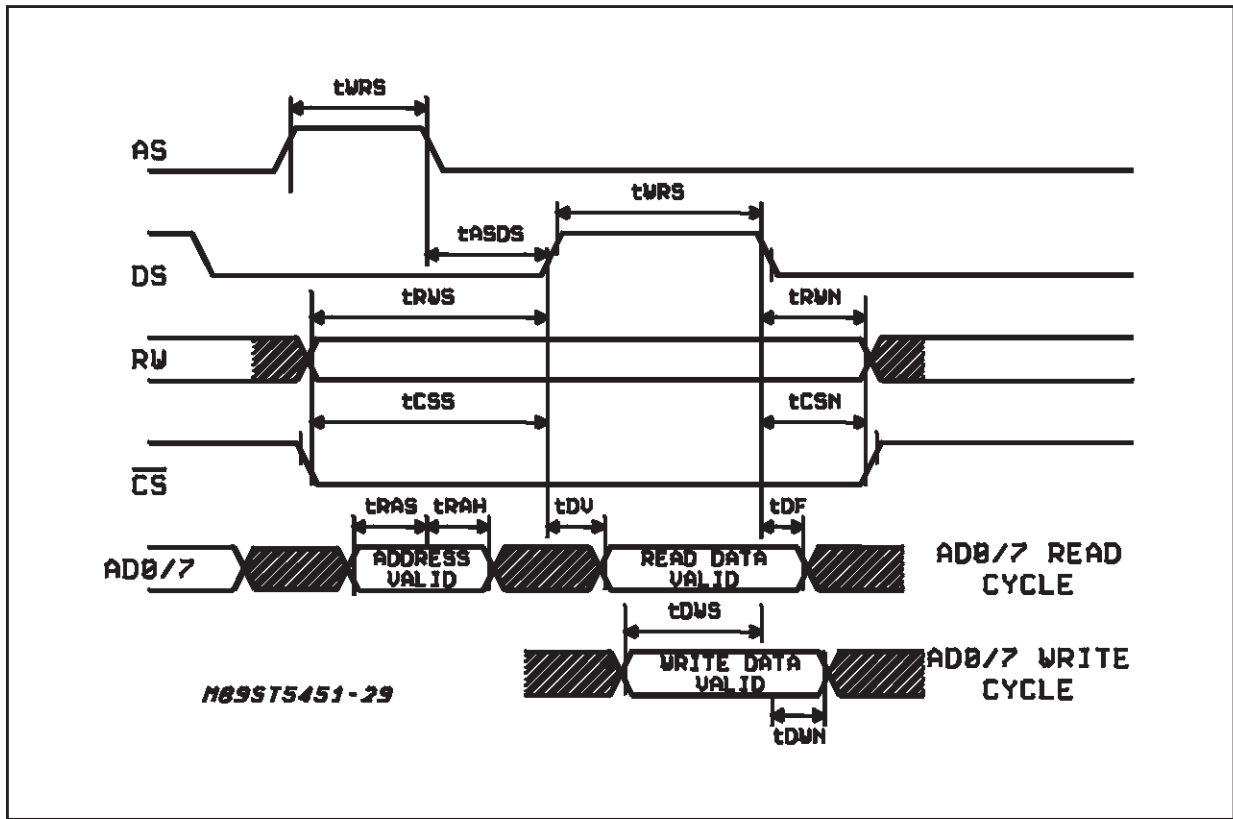 tWRS
AS
tWRS
tASDS
DS
tRWS
tRWN
RW
tCSS
tCSN
CS
tRAS
tRAH
tDV
tDF
AD0/7
ADDRESS
VALID
READ DATA
VALID
AD0/7 READ
CYCLE
tDWS
WRITE DATA
VALID
AD0/7 WRITE
CYCLE
M89ST5451-29
tDWN